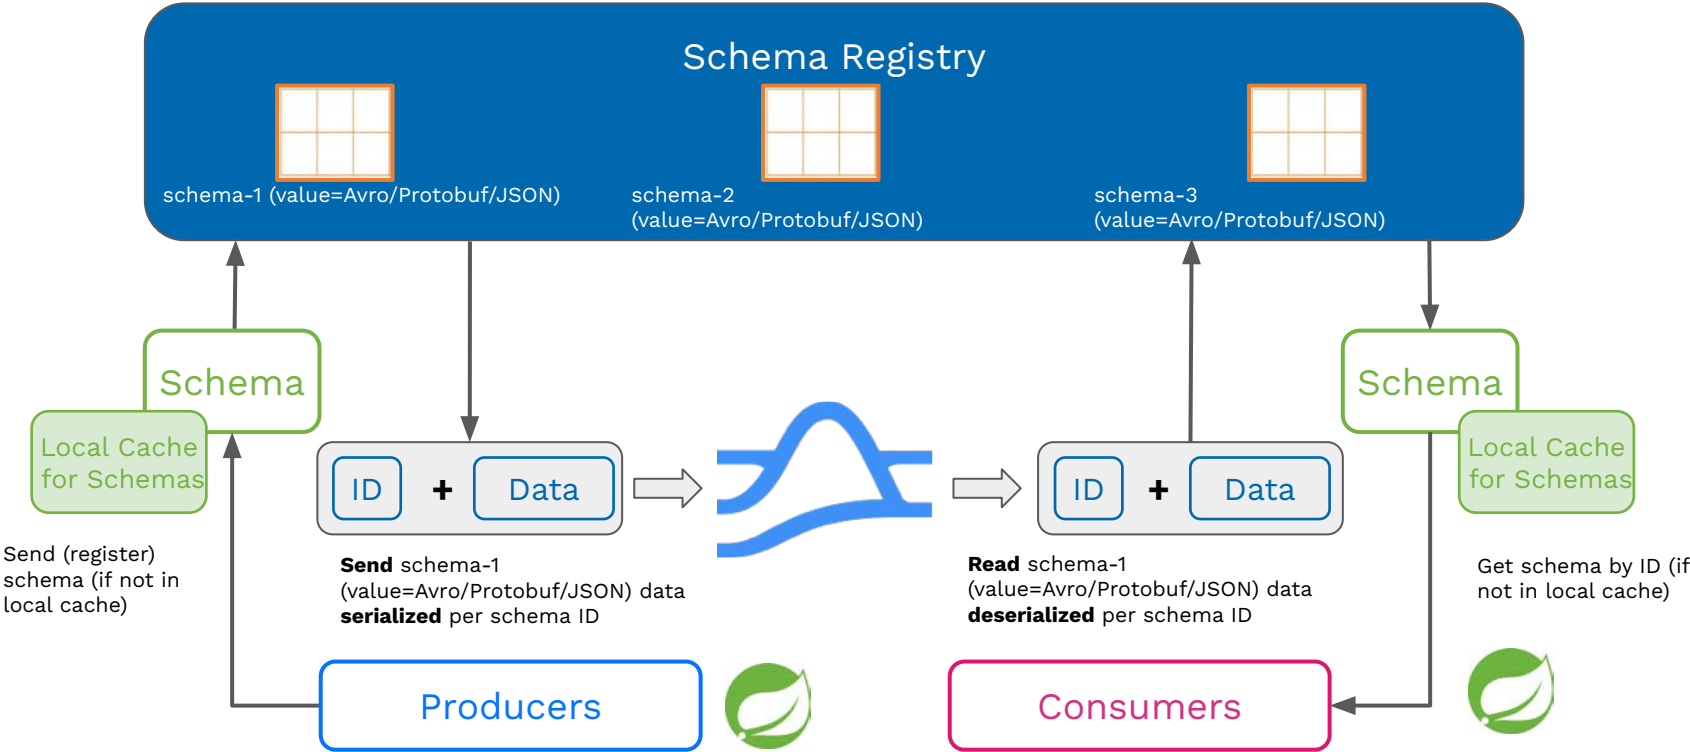 Schema Registry
schema-1 (value=Avro/Protobuf/JSON)
schema-2
(value=Avro/Protobuf/JSON)
schema-3
(value=Avro/Protobuf/JSON)
Schema
Local Cache
for Schemas
Send (register)
schema (if not in
local cache)
ID + Data
Send schema-1
(value=Avro/Protobuf/JSON) data
serialized per schema ID
Producers
ID + Data
Read schema-1
(value=Avro/Protobuf/JSON) data
deserialized per schema ID
Consumers
Schema
Local Cache
for Schemas
Get schema by ID (if
not in local cache)